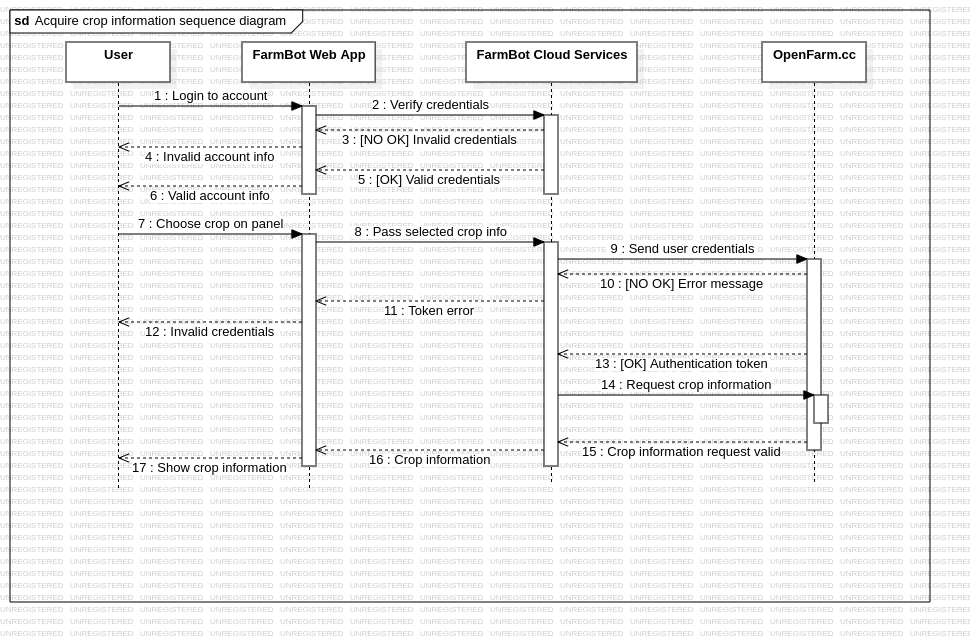 sd Acquire crop information sequence diagram
User
FarmBot Web App
FarmBot Cloud Services
OpenFarm.cc
1 : Login to account
2 : Verify credentials
3 : [NO OK] Invalid credentials
4 : Invalid account info
5 : [OK] Valid credentials
6 : Valid account info
7 : Choose crop on panel
8 : Pass selected crop info
9 : Send user credentials
10 : [NO OK] Error message
11 : Token error
12 : Invalid credentials
13 : [OK] Authentication token
14 : Request crop information
15 : Crop information request valid
16 : Crop information
17 : Show crop information
UNREGISTERED